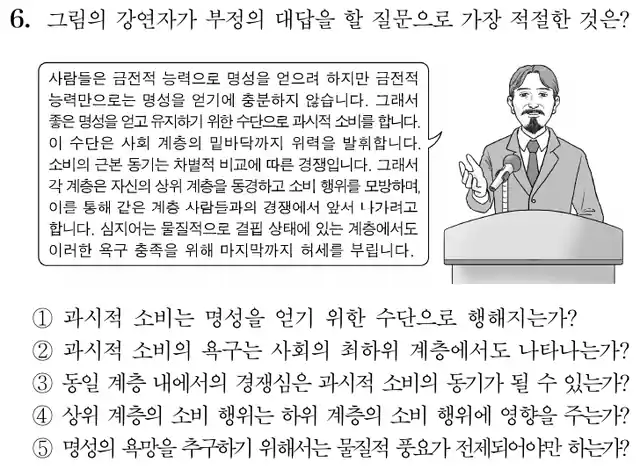 6. 그림의 강연자가 부정의 대답을 할 질문으로 가장 적절한 것은?
사람들은 금전적 능력으로 명성을 얻으려 하지만 금전적
능력만으로는 명성을 얻기에 충분하지 않습니다. 그래서
좋은 명성을 얻고 유지하기 위한 수단으로 과시적 소비를 합니다.
이 수단은 사회 계층의 밑바닥까지 위력을 발휘합니다.
소비의 근본 동기는 차별적 비교에 따른 경쟁입니다. 그래서
각 계층은 자신의 상위 계층을 동경하고 소비 행위를 모방하며,
이를 통해 같은 계층 사람들과의 경쟁에서 앞서 나가려고
합니다. 심지어는 물질적으로 결핍 상태에 있는 계층에서도
이러한 욕구 충족을 위해 마지막까지 허세를 부립니다.
① 과시적 소비는 명성을 얻기 위한 수단으로 행해지는가?
② 과시적 소비의 욕구는 사회의 최하위 계층에서도 나타나는가?
③ 동일 계층 내에서의 경쟁심은 과시적 소비의 동기가 될 수 있는가?
④ 상위 계층의 소비 행위는 하위 계층의 소비 행위에 영향을 주는가?
⑤ 명성의 욕망을 추구하기 위해서는 물질적 풍요가 전제되어야만 하는가?